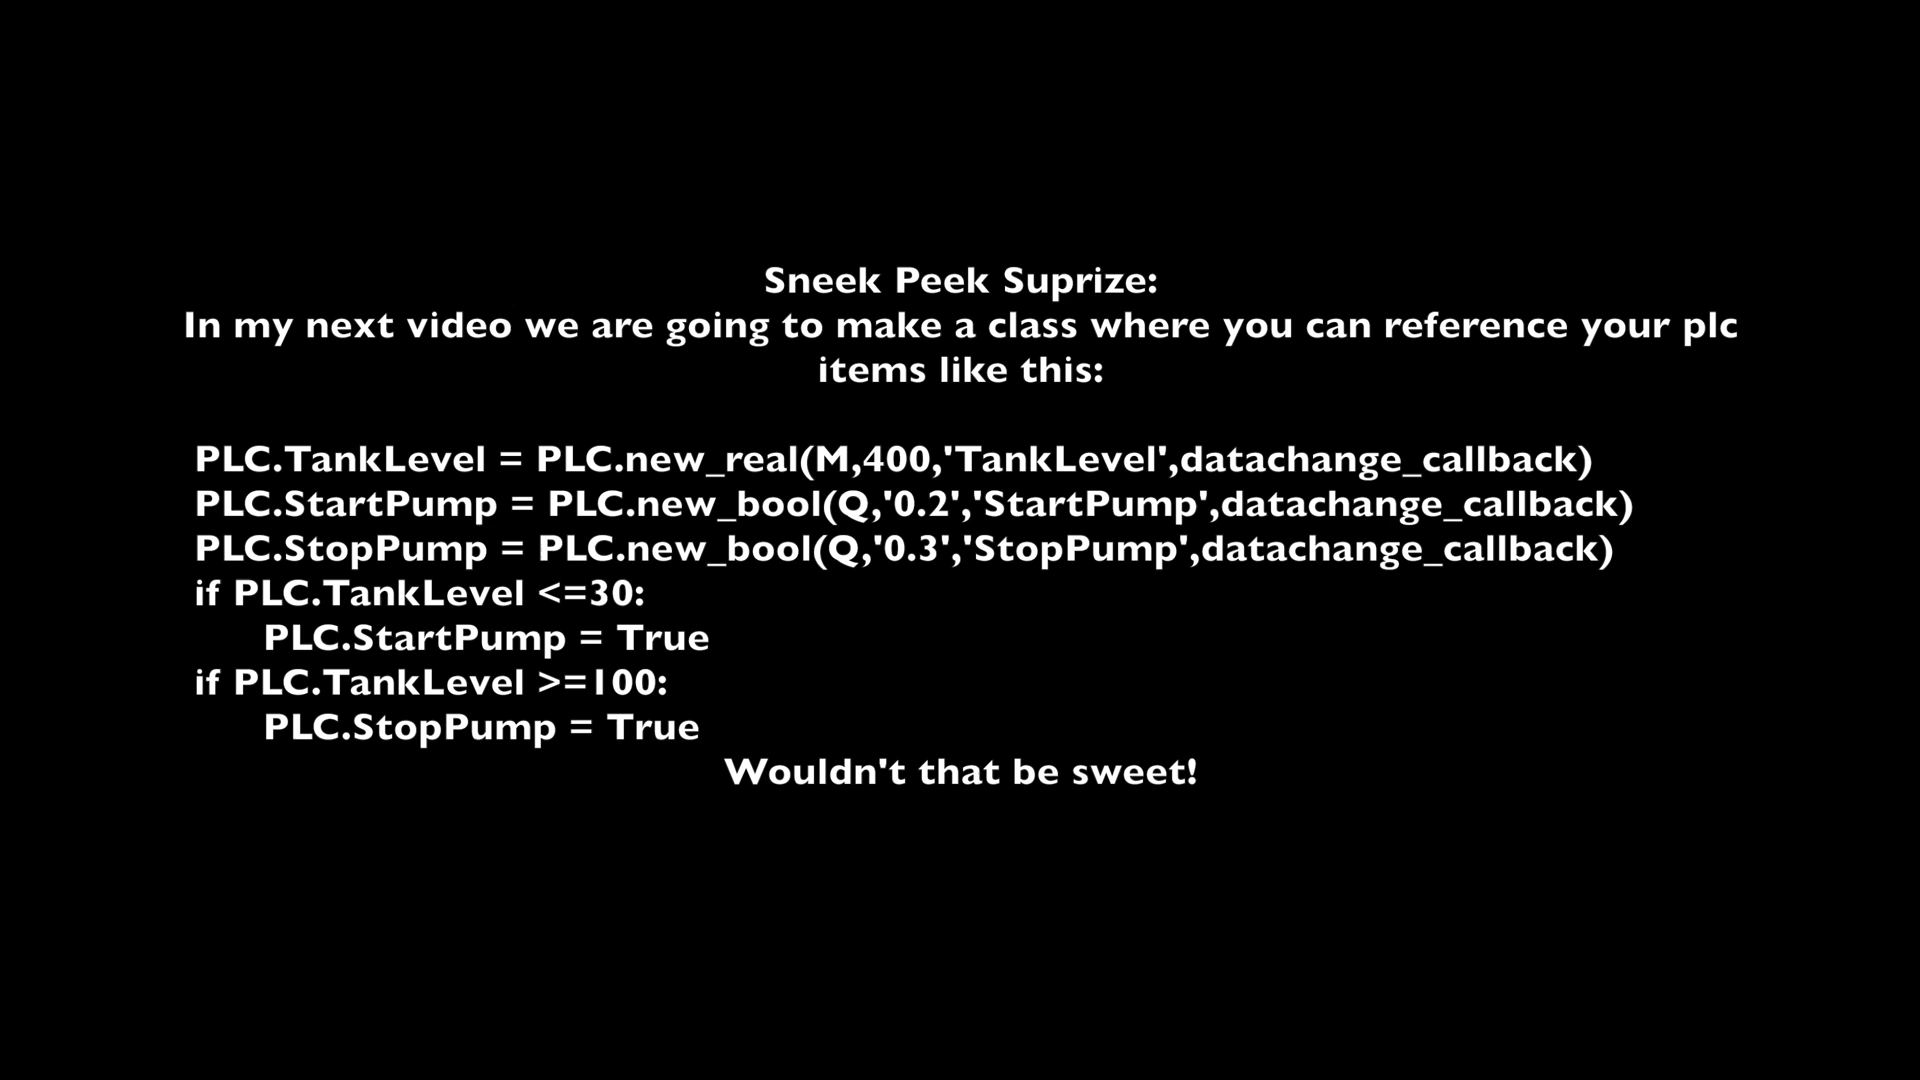 Sneek Peek Suprize:
In my next video we are going to make a class where you can reference your plc
items like this:
PLC.TankLevel = PLC.new_real(M,400,'TankLevel',datachange_callback)
PLC.StartPump = PLC.new_bool(Q,'0.2','StartPump',datachange_callback)
PLC.StopPump = PLC.new_bool(Q,'0.3','StopPump',datachange_callback)
if PLC.TankLevel <=30:
PLC.StartPump = True
if PLC.TankLevel >=100:
PLC.StopPump = True
Wouldn't that be sweet!